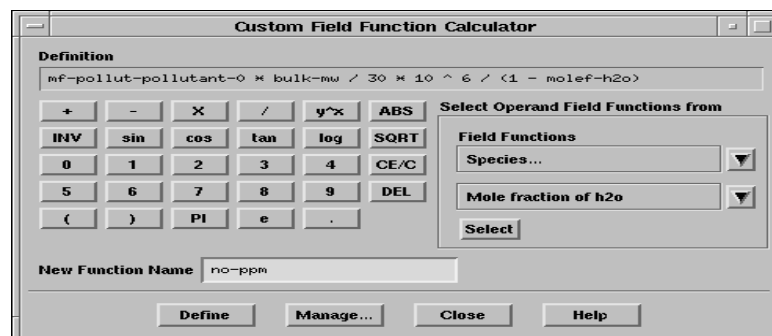 Custom Field Function Calculator
Definition
mf-pollut-pollutant-0 * bulk-mw / 30 * 10 ^ 6 / (1 - molef-h2o)
+ - X / y^x ABS
INV sin cos tan log SQRT
0 1 2 3 4 CE/C
5 6 7 8 9 DEL
( ) PI e .
Select Operand Field Functions from
Field Functions
Species...
Mole fraction of h2o
Select
New Function Name no-ppm
Define Manage... Close Help